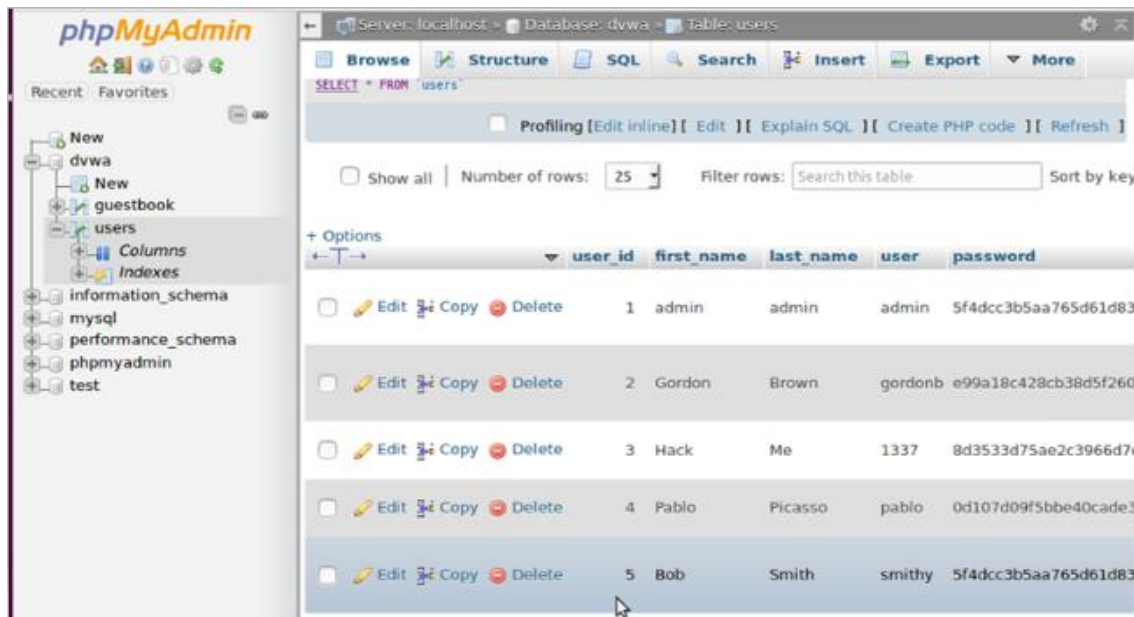 phpMyAdmin
Recent Favorites
New
dvwa
New
guestbook
users
Columns
Indexes
information_schema
mysql
performance_schema
phpmyadmin
test
Server: localhost » Database: dvwa » Table: users
Browse Structure SQL Search Insert Export More
SELECT * FROM `users`
Profiling [Edit inline] [ Edit ] [ Explain SQL ] [ Create PHP code ] [ Refresh ]
Show all | Number of rows: 25 Filter rows: Search this table Sort by key
+ Options
user_id first_name last_name user password
Edit Copy Delete 1 admin admin admin 5f4dcc3b5aa765d61d83
Edit Copy Delete 2 Gordon Brown gordonb e99a18c428cb38d5f260
Edit Copy Delete 3 Hack Me 1337 8d3533d75ae2c3966d7
Edit Copy Delete 4 Pablo Picasso pablo 0d107d09f5bbe40cade3
Edit Copy Delete 5 Bob Smith smithy 5f4dcc3b5aa765d61d83